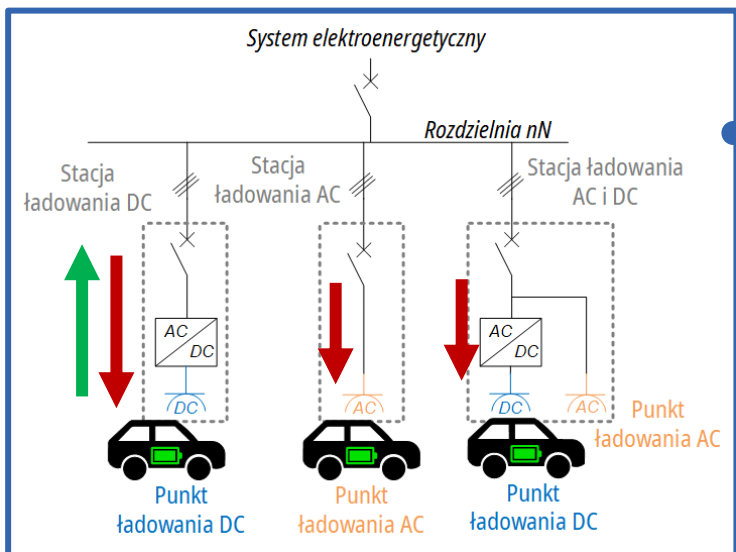 System elektroenergetyczny
Rozdzielnia nN
Stacja
ładowania DC
Stacja
ładowania AC
Stacja ładowania
AC i DC
AC
DC
AC
DC
DC
AC
DC
AC
Punkt
ładowania AC
Punkt
ładowania DC
Punkt
ładowania AC
Punkt
ładowania DC